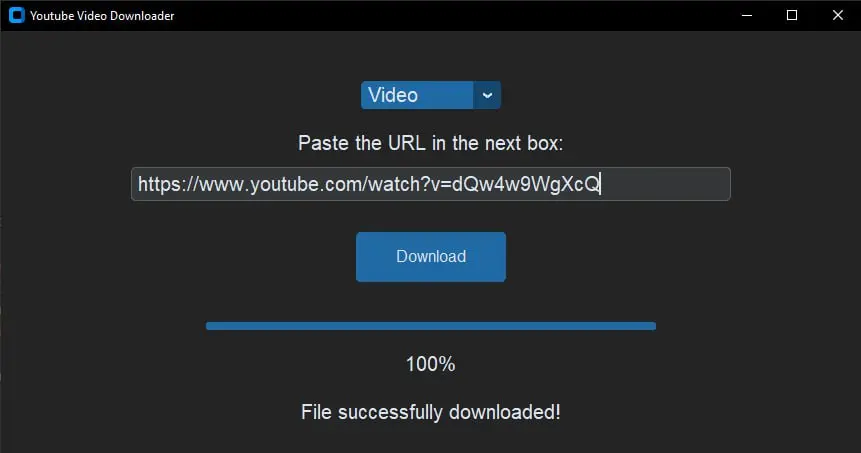 Youtube Video Downloader
Video
Paste the URL in the next box:
https://www.youtube.com/watch?v=dQw4w9WgXcQ
Download
100%
File successfully downloaded!